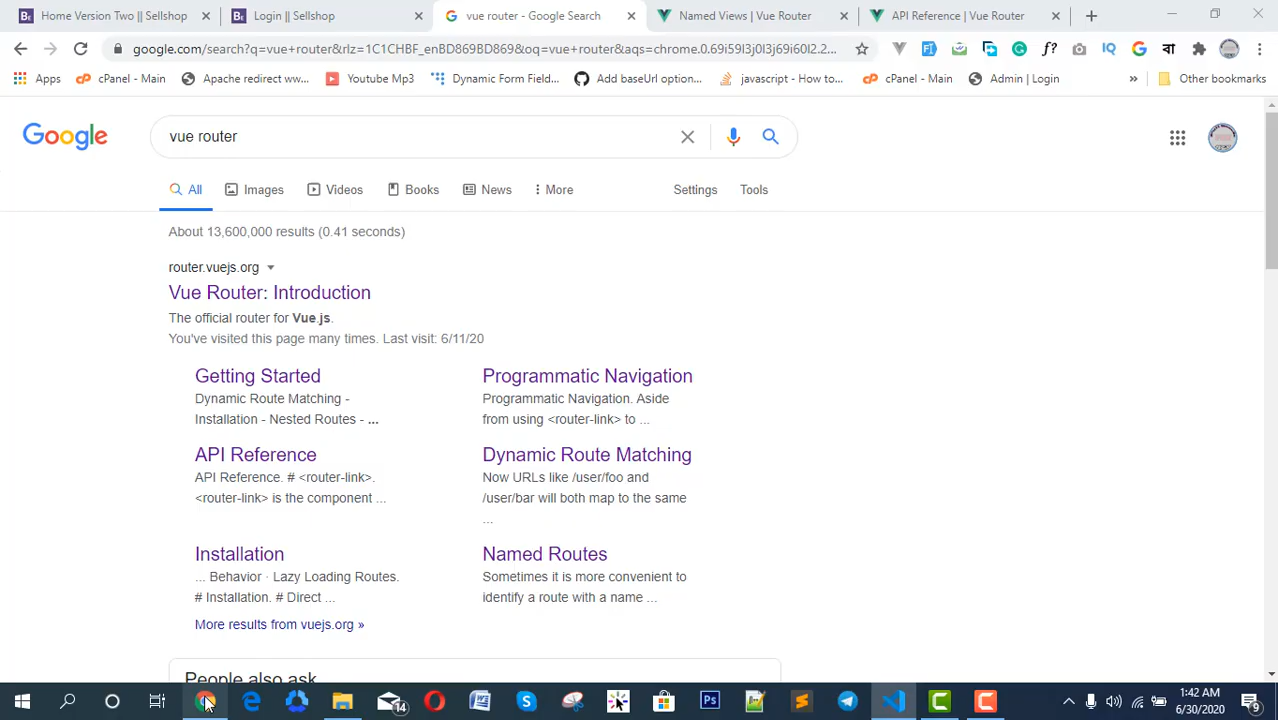 Home Version Two || Sellshop
Login || Sellshop
vue router - Google Search
Named Views | Vue Router
API Reference | Vue Router
google.com/search?q=vue+router&rlz=1C1CHBF_enBD869BD869&oq=vue+router&aqs=chrome.0.69i59l3j0l3j69i60l2.2...
Apps
cPanel - Main
Apache redirect ww...
Youtube Mp3
Dynamic Form Field...
Add baseUrl option...
javascript - How to...
cPanel - Main
Admin | Login
»
Other bookmarks
Google
vue router
All
Images
Videos
Books
News
More
Settings
Tools
About 13,600,000 results (0.41 seconds)
router.vuejs.org
Vue Router: Introduction
The official router for Vue.js.
You've visited this page many times. Last visit: 6/11/20
Getting Started
Dynamic Route Matching -
Installation - Nested Routes - ...
Programmatic Navigation
Programmatic Navigation. Aside
from using <router-link> to ...
API Reference
API Reference. # <router-link>.
<router-link> is the component ...
Dynamic Route Matching
Now URLs like /user/foo and
/user/bar will both map to the same
...
Installation
... Behavior · Lazy Loading Routes.
# Installation. # Direct ...
Named Routes
Sometimes it is more convenient to
identify a route with a name ...
More results from vuejs.org »
People also ask
14
1:42 AM
6/30/2020
9